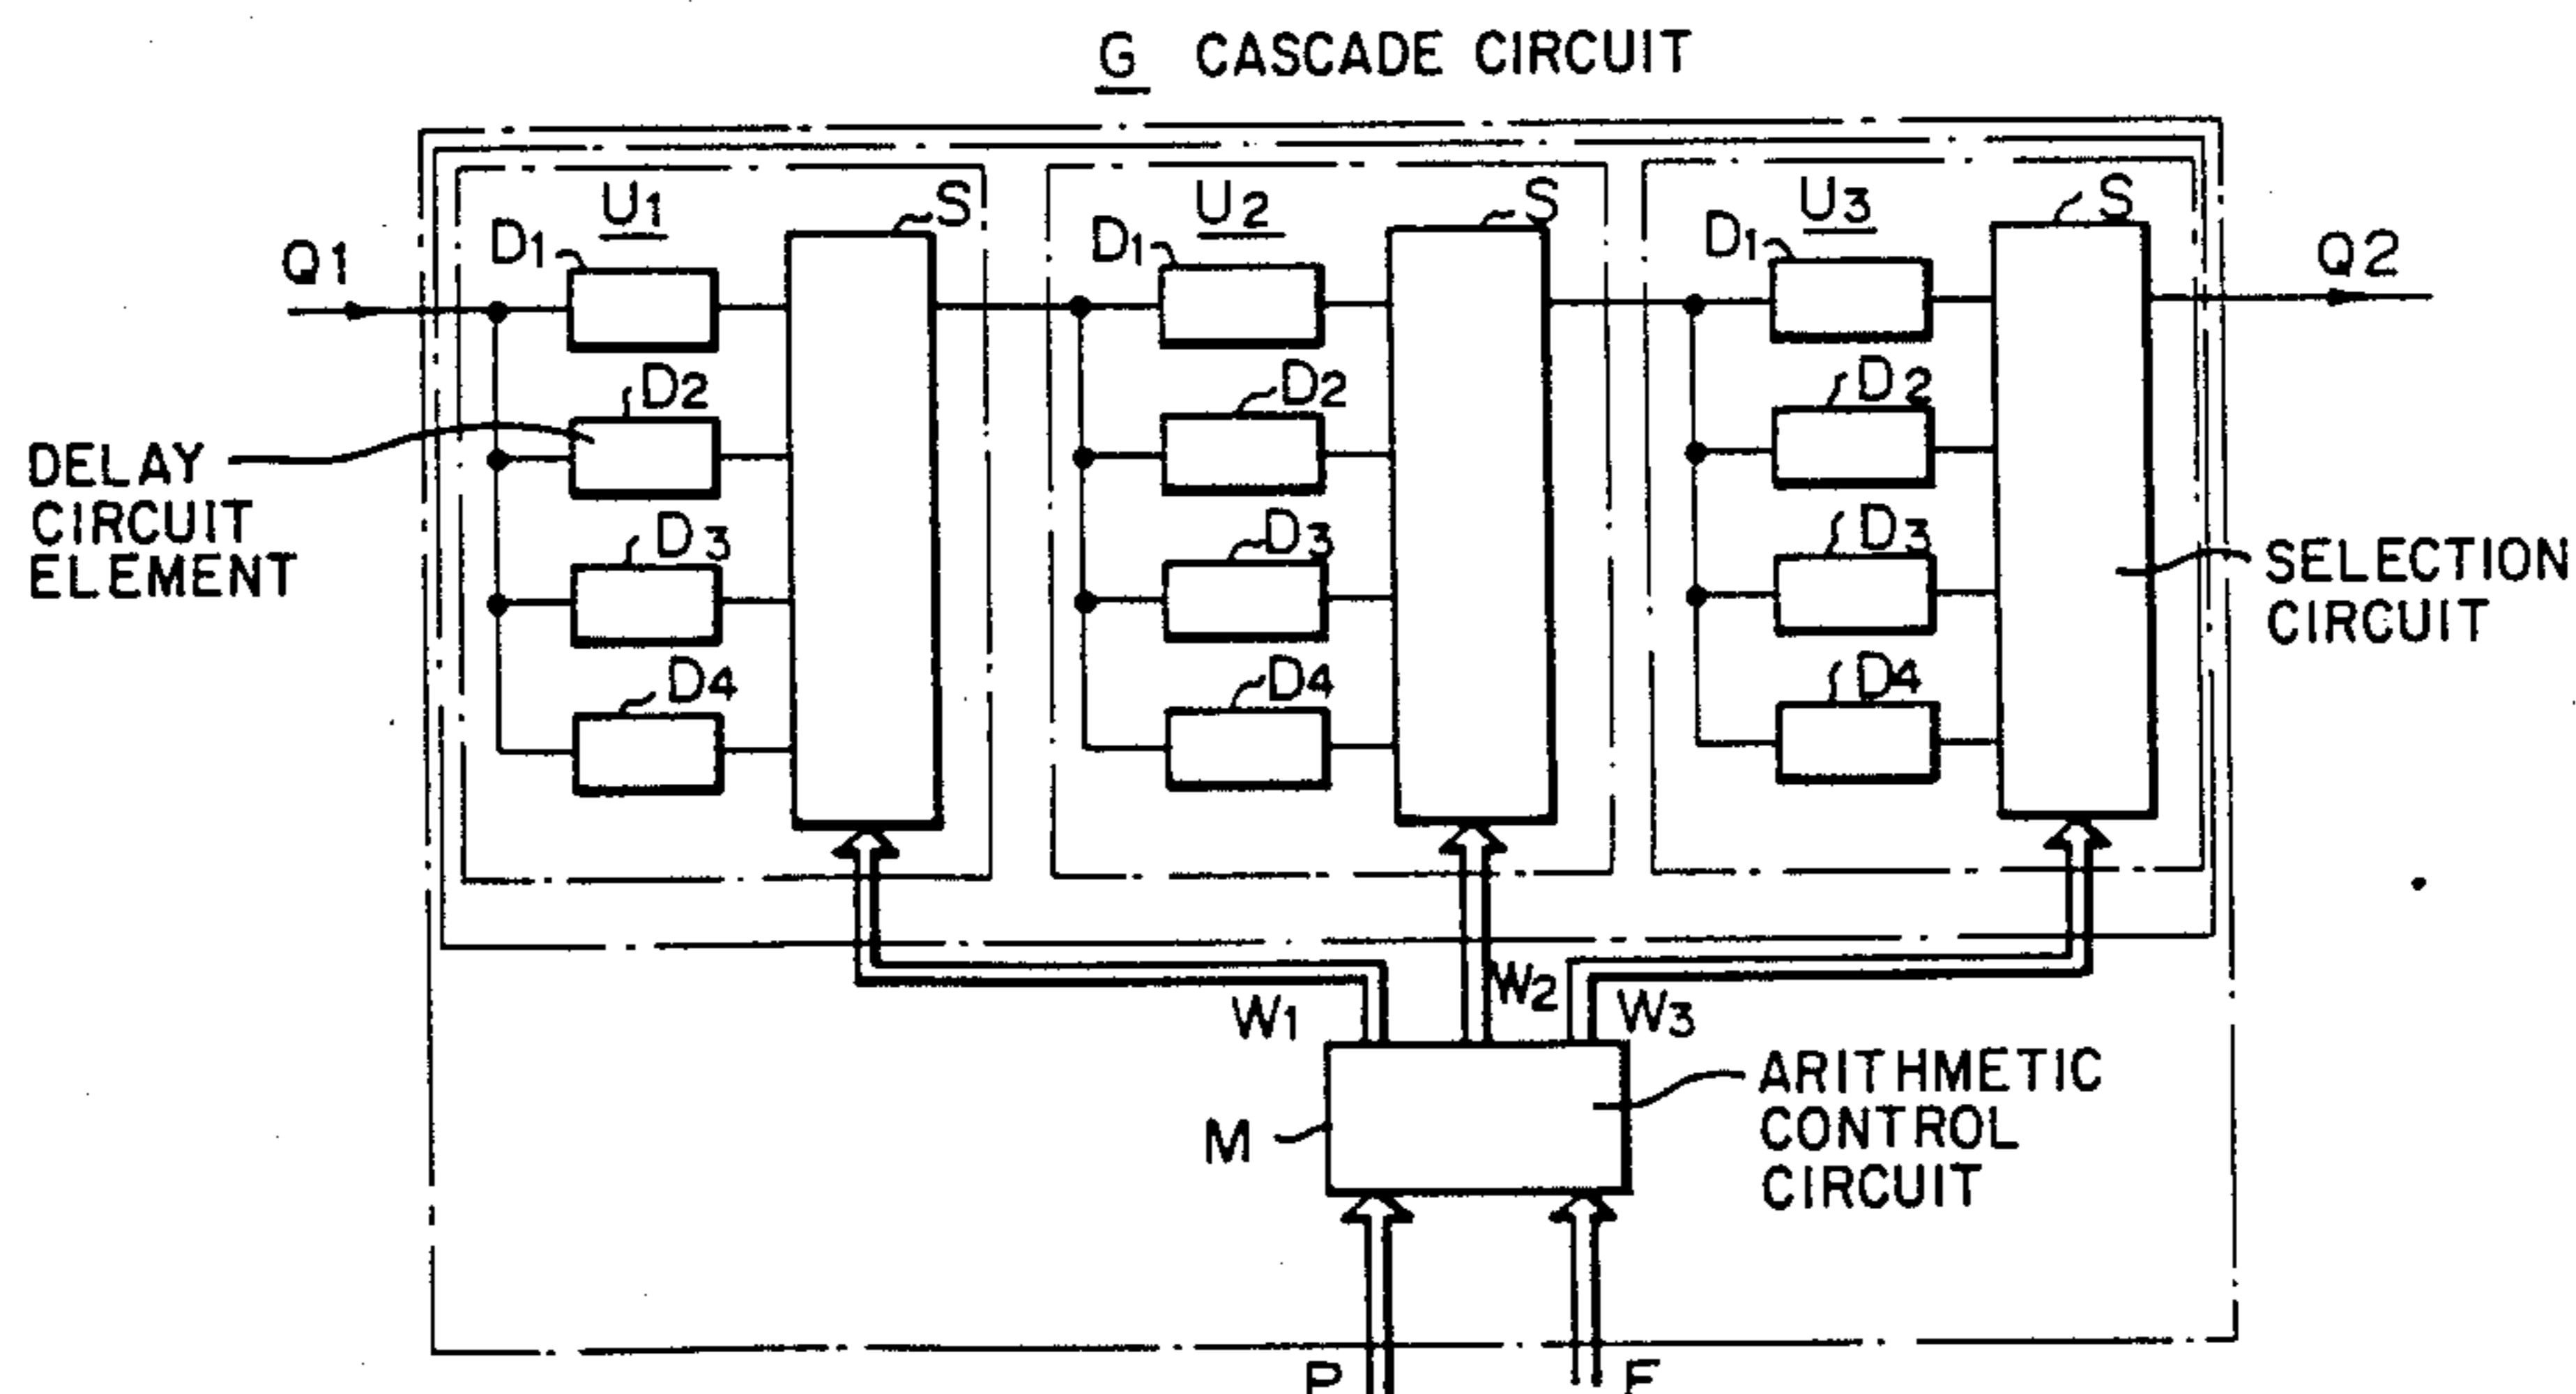 G CASCADE CIRCUIT
U1 S U2 S U3 S
Q1 D1 D1 D1 Q2
D2 D2 D2
DELAY
CIRCUIT
ELEMENT
D3 D3 D3
SELECTION
CIRCUIT
D4 D4 D4
W1 W2 W3
M
ARITHMETIC
CONTROL
CIRCUIT